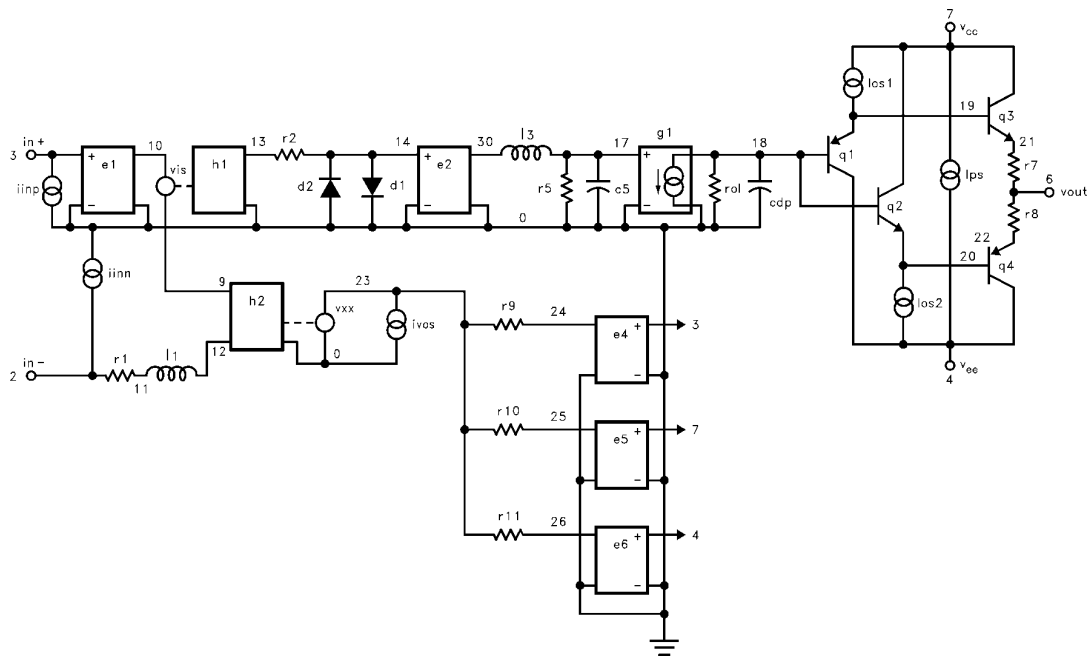 7
vcc
Ios1
19
q3
21
in+
3
iinp
+
e1
-
10
vis
h1
13
r2
d2
d1
14
+
e2
-
30
l3
r5
c5
17
+
g1
-
18
rol
cdp
q1
q2
Ips
r7
6
vout
r8
0
iinn
22
20
q4
9
h2
23
vxx
ivos
r9
24
+
e4
-
3
Ios2
in-
2
r1
11
l1
12
0
vee
4
r10
25
+
e5
-
7
r11
26
+
e6
-
4